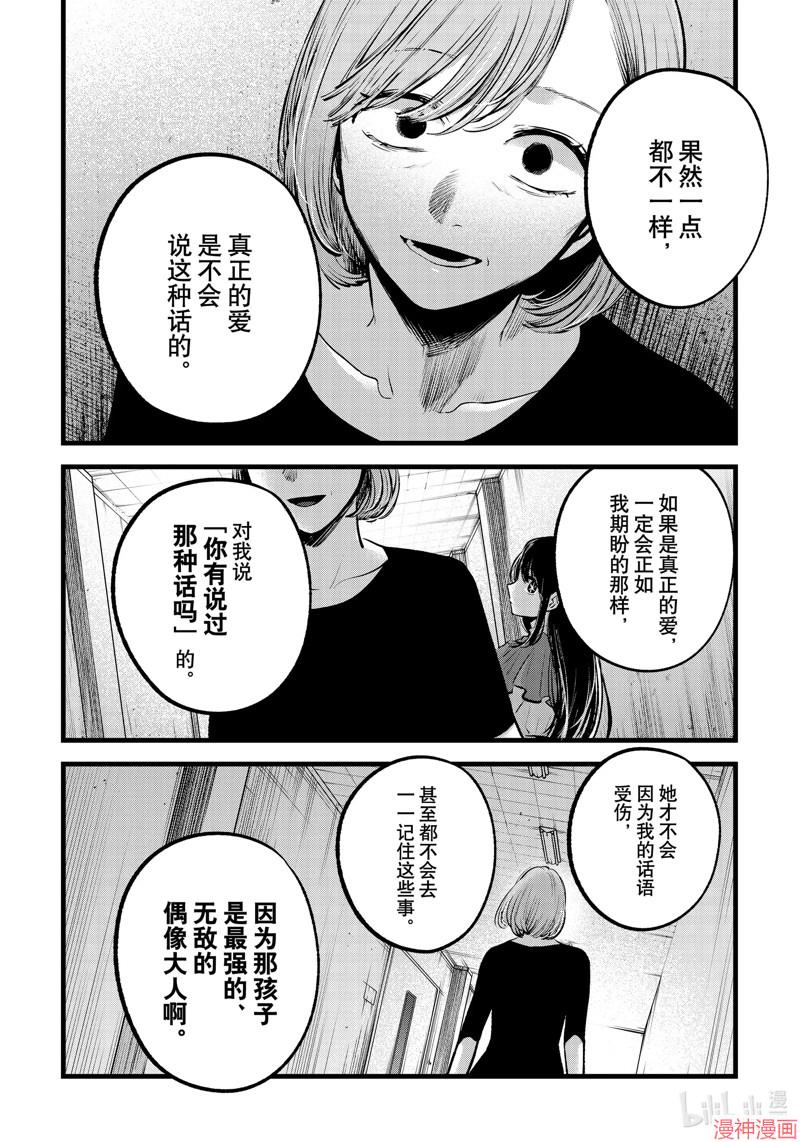 果然一点
都不一样，
真正的爱
是不会
说这种话的。
如果是真正的爱，
一定会正如
我期盼的那样，
对我说
「你有说过
那种话吗」的。
她才不会
因为我的话语
受伤，
甚至都不会去
一一记住这些事。
因为那孩子
是最强的、
无敌的
偶像大人啊。
bilibili 漫画
漫神漫画